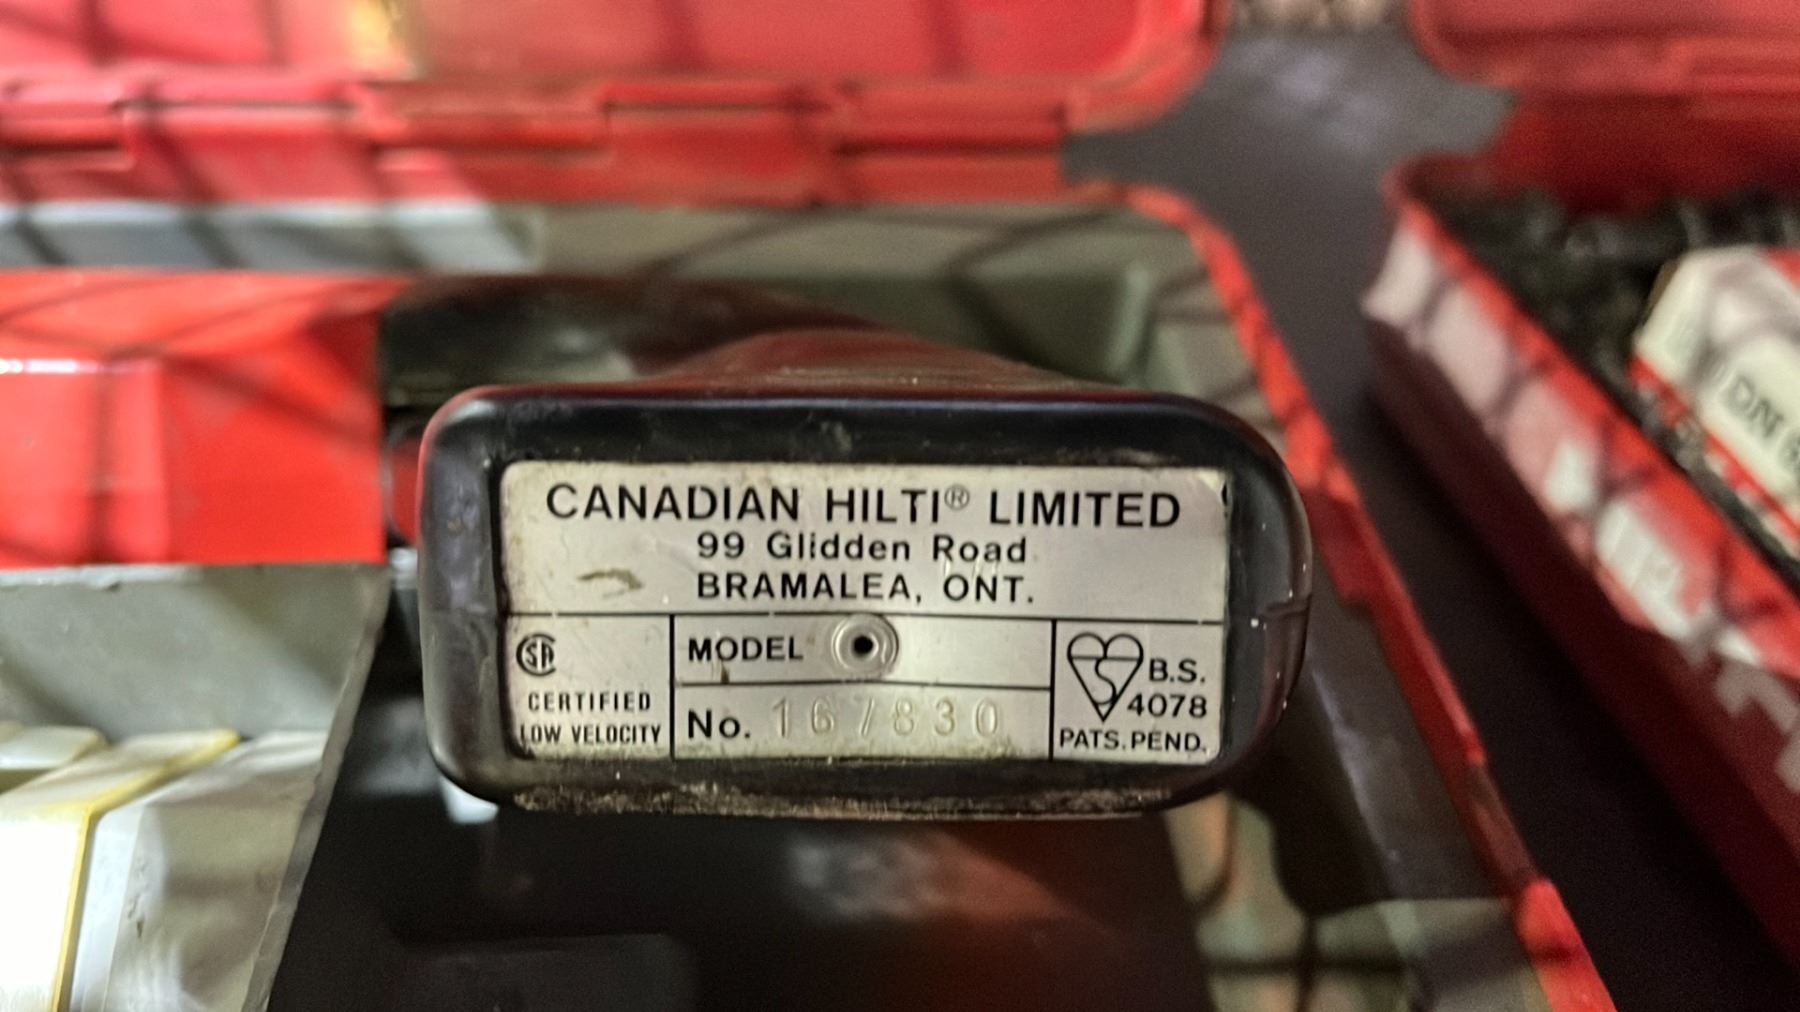 CANADIAN HILTI® LIMITED
99 Glidden Road
BRAMALEA, ONT.
CERTIFIED
LOW VELOCITY
MODEL
No. 167830
B.S.
4078
PATS. PEND.